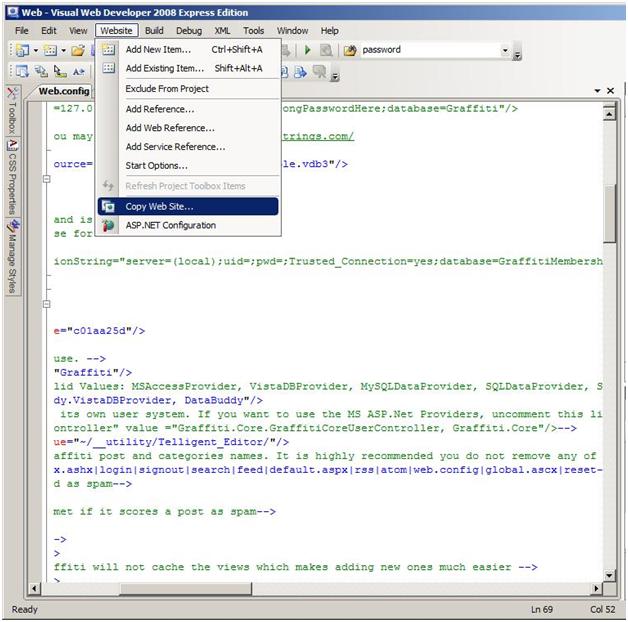 Web - Visual Web Developer 2008 Express Edition
File Edit View Website Build Debug XML Tools Window Help
password
Add New Item... Ctrl+Shift+A
Add Existing Item... Shift+Alt+A
Exclude From Project
Add Reference...
Add Web Reference...
Add Service Reference...
Start Options...
Refresh Project Toolbox Items
Copy Web Site...
ASP.NET Configuration
Toolbox
CSS Properties
Manage Styles
Web.config
=127.0 ongPasswordHere;database=Graffiti"/>
ou may strings.com/
ource= le.vdb3"/>
and is
se for
ionString="server=(local);uid=;pwd=;Trusted_Connection=yes;database=GraffitiMembersh
e="c01aa25d"/>
use. -->
"Graffiti"/>
lid Values: MSAccessProvider, VistaDBProvider, MySQLDataProvider, SQLDataProvider, S
dy.VistaDBProvider, DataBuddy"/>
its own user system. If you want to use the MS ASP.Net Providers, uncomment this li
ontroller" value ="Graffiti.Core.GraffitiCoreUserController, Graffiti.Core"/>-->
ue="~/__utility/Telligent_Editor/"/>
affiti post and categories names. It is highly recommended you do not remove any of
x.ashx|login|signout|search|feed|default.aspx|rss|atom|web.config|global.ascx|reset-
d as spam-->
met if it scores a post as spam-->
->
>
ffiti will not cache the views which makes adding new ones much easier -->
>
Ready Ln 69 Col 52